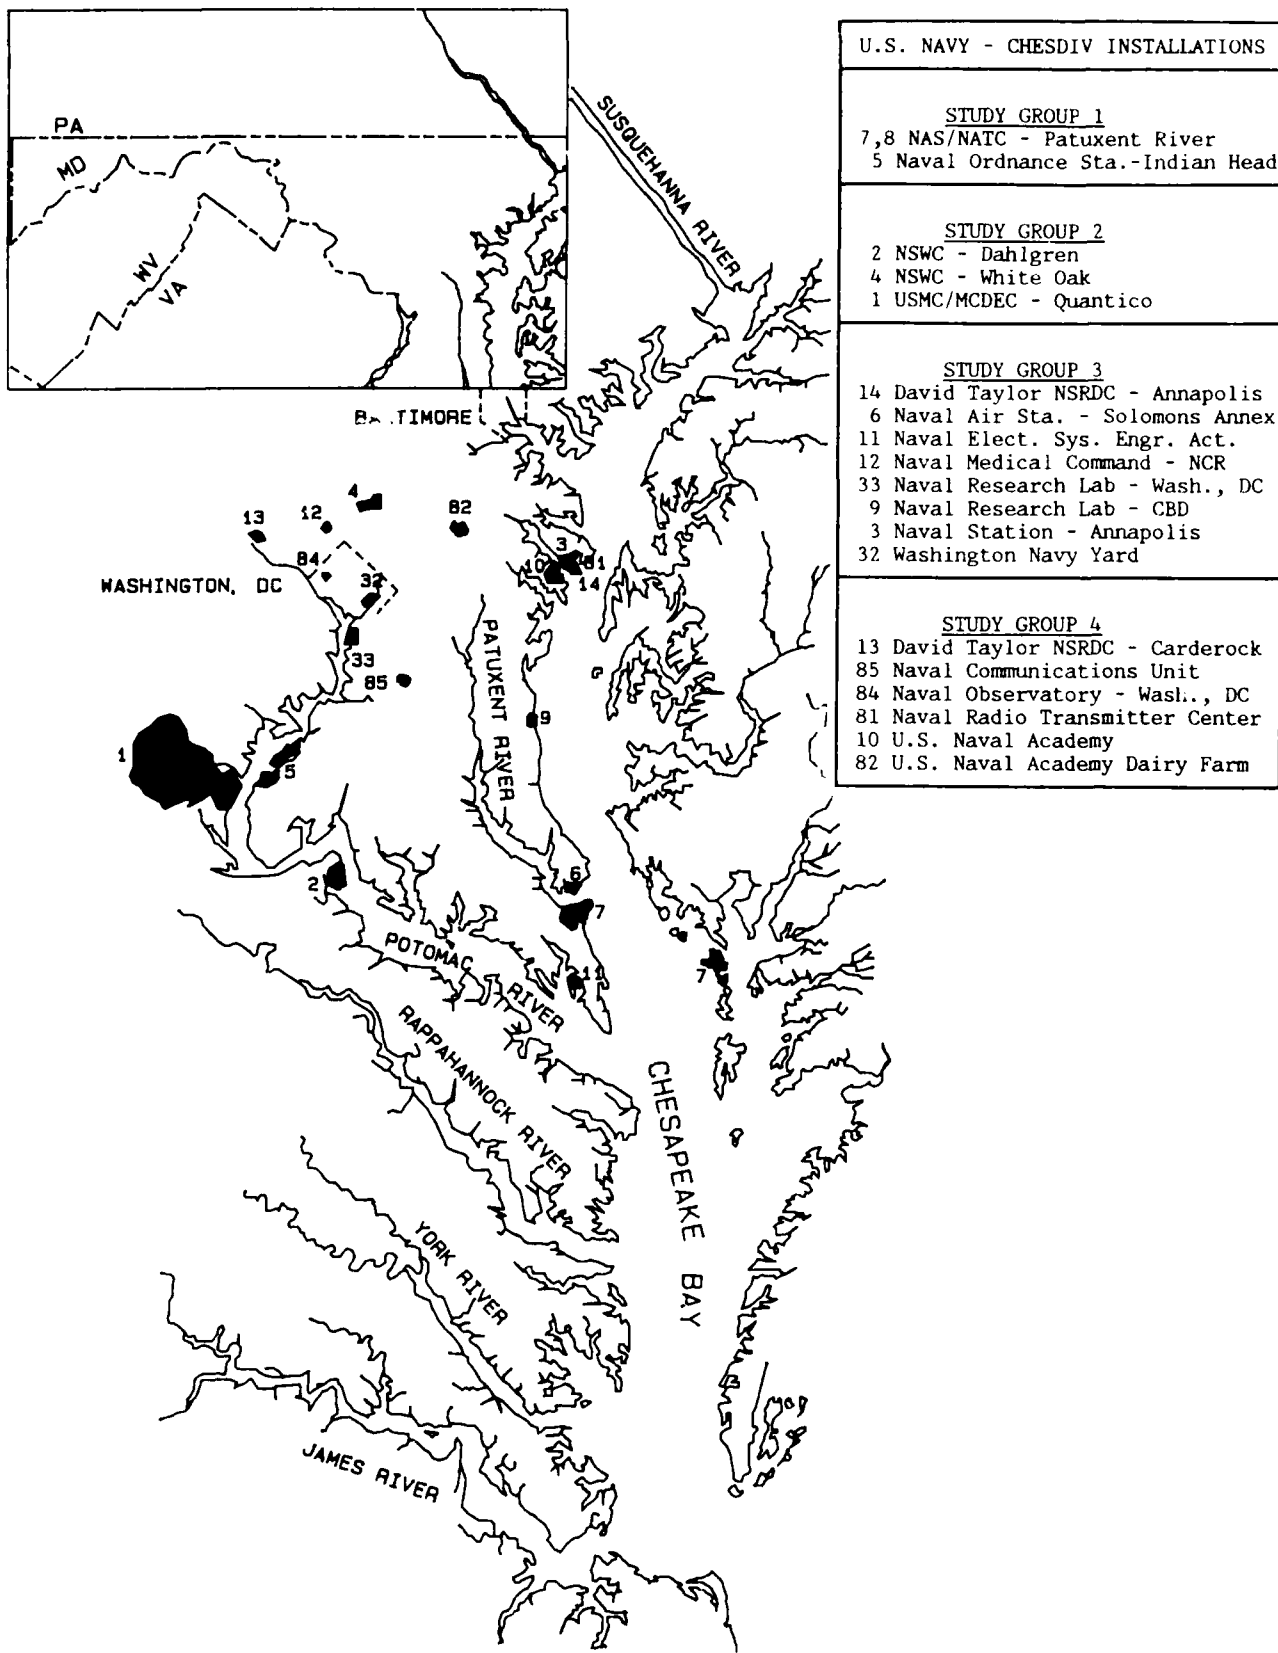 PA
MD
WV
VA
SUSQUEHANNA RIVER
TIMORE
4
13
12
82
84
3
81
10
14
WASHINGTON, DC
32
33
85
PATUXENT RIVER
9
1
5
2
6
7
POTOMAC RIVER
11
7
RAPPAHANNOCK RIVER
CHESAPEAKE BAY
YORK RIVER
JAMES RIVER
U.S. NAVY - CHESDIV INSTALLATIONS
STUDY GROUP 1
7,8 NAS/NATC - Patuxent River
5 Naval Ordnance Sta.-Indian Head
STUDY GROUP 2
2 NSWC - Dahlgren
4 NSWC - White Oak
1 USMC/MCDEC - Quantico
STUDY GROUP 3
14 David Taylor NSRDC - Annapolis
6 Naval Air Sta. - Solomons Annex
11 Naval Elect. Sys. Engr. Act.
12 Naval Medical Command - NCR
33 Naval Research Lab - Wash., DC
9 Naval Research Lab - CBD
3 Naval Station - Annapolis
32 Washington Navy Yard
STUDY GROUP 4
13 David Taylor NSRDC - Carderock
85 Naval Communications Unit
84 Naval Observatory - Wash., DC
81 Naval Radio Transmitter Center
10 U.S. Naval Academy
82 U.S. Naval Academy Dairy Farm